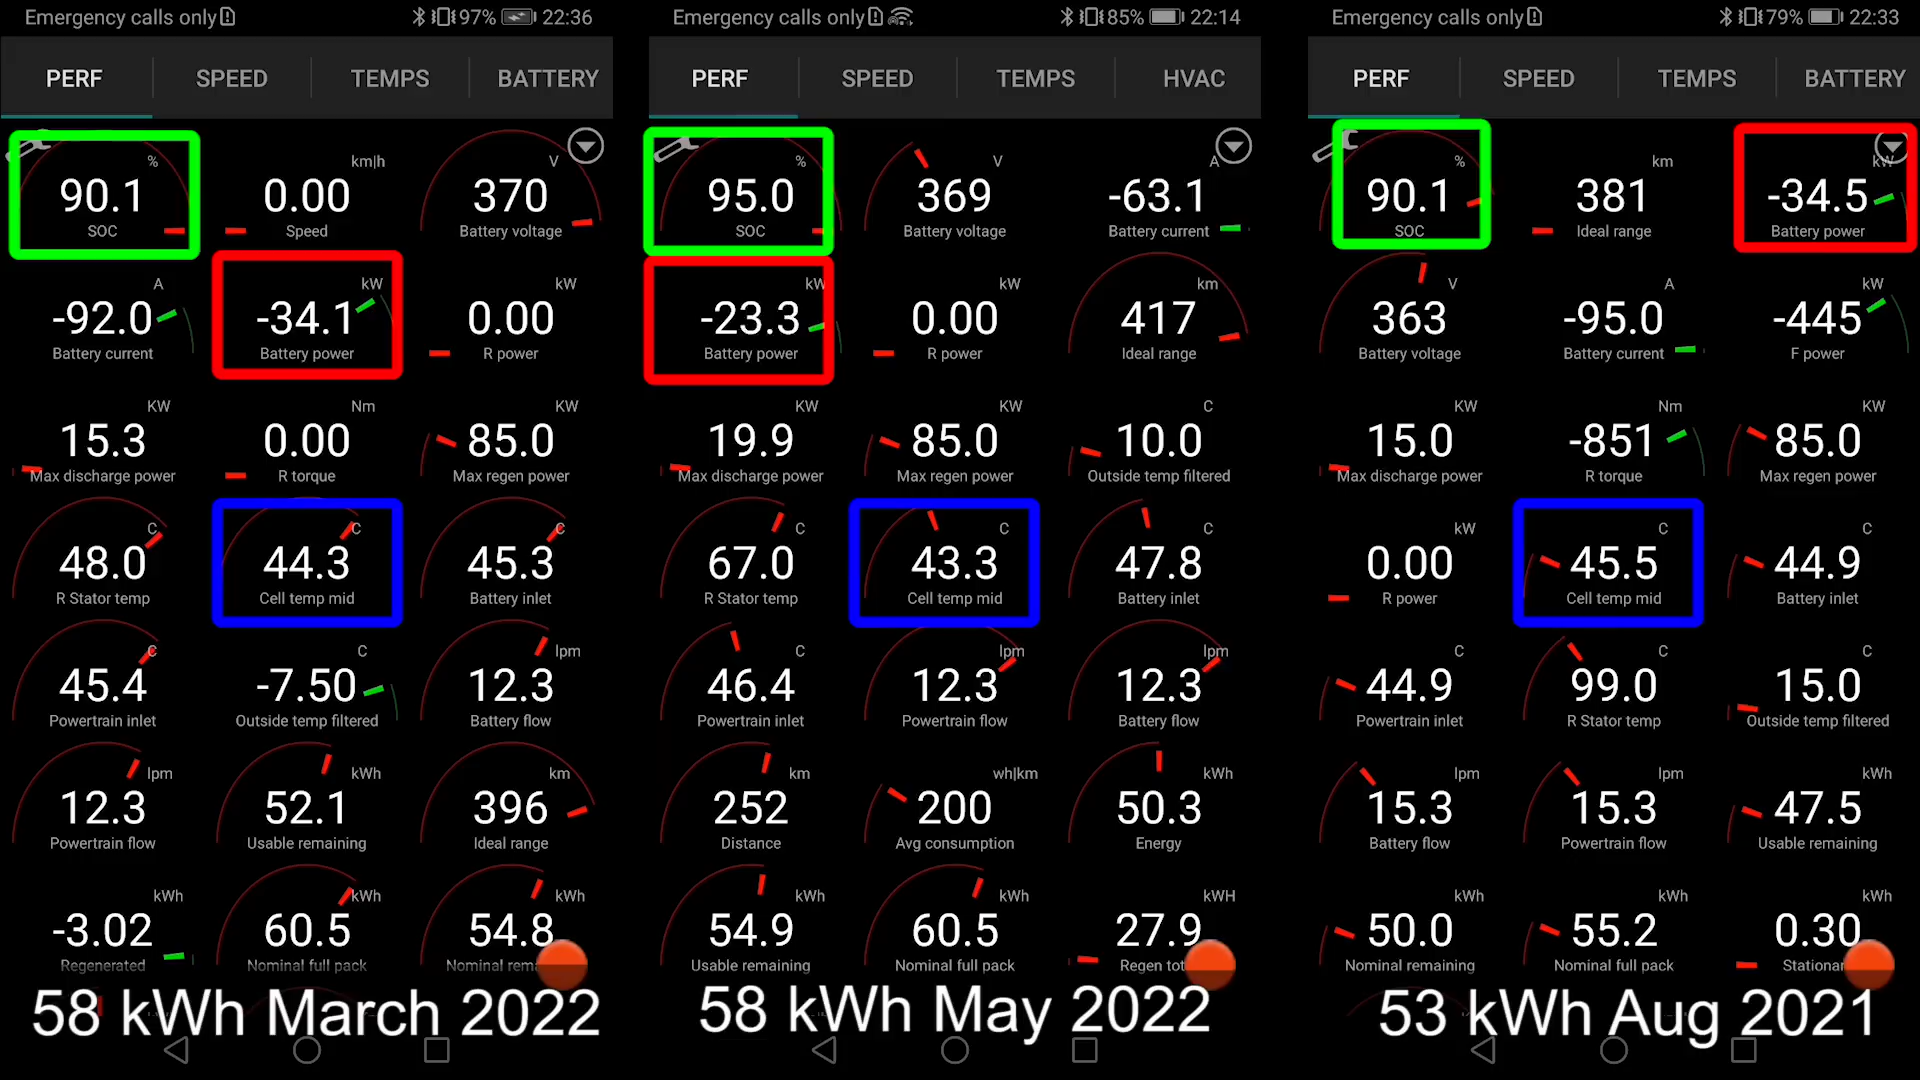 Emergency calls only 97% 22:36
PERF SPEED TEMPS BATTERY
% km|h V
90.1 0.00 370
SOC Speed Battery voltage
A kW kW
-92.0 -34.1 0.00
Battery current Battery power R power
KW Nm KW
15.3 0.00 85.0
Max discharge power R torque Max regen power
C C C
48.0 44.3 45.3
R Stator temp Cell temp mid Battery inlet
C C lpm
45.4 -7.50 12.3
Powertrain inlet Outside temp filtered Battery flow
lpm kWh km
12.3 52.1 396
Powertrain flow Usable remaining Ideal range
kWh kWh kWh
-3.02 60.5 54.8
Regenerated Nominal full pack Nominal rema
58 kWh March 2022
Emergency calls only 85% 22:14
PERF SPEED TEMPS HVAC
% V A
95.0 369 -63.1
SOC Battery voltage Battery current
kW kW km
-23.3 0.00 417
Battery power R power Ideal range
KW KW C
19.9 85.0 10.0
Max discharge power Max regen power Outside temp filtered
C C C
67.0 43.3 47.8
R Stator temp Cell temp mid Battery inlet
C lpm lpm
46.4 12.3 12.3
Powertrain inlet Powertrain flow Battery flow
km wh|km kWh
252 200 50.3
Distance Avg consumption Energy
kWh kWh KWH
54.9 60.5 27.9
Usable remaining Nominal full pack Regen tot
58 kWh May 2022
Emergency calls only 79% 22:33
PERF SPEED TEMPS BATTERY
% km kW
90.1 381 -34.5
SOC Ideal range Battery power
V A kW
363 -95.0 -445
Battery voltage Battery current F power
KW Nm KW
15.0 -851 85.0
Max discharge power R torque Max regen power
kW C C
0.00 45.5 44.9
R power Cell temp mid Battery inlet
C C C
44.9 99.0 15.0
Powertrain inlet R Stator temp Outside temp filtered
lpm lpm kWh
15.3 15.3 47.5
Battery flow Powertrain flow Usable remaining
kWh kWh kWh
50.0 55.2 0.30
Nominal remaining Nominal full pack Stationar
53 kWh Aug 2021